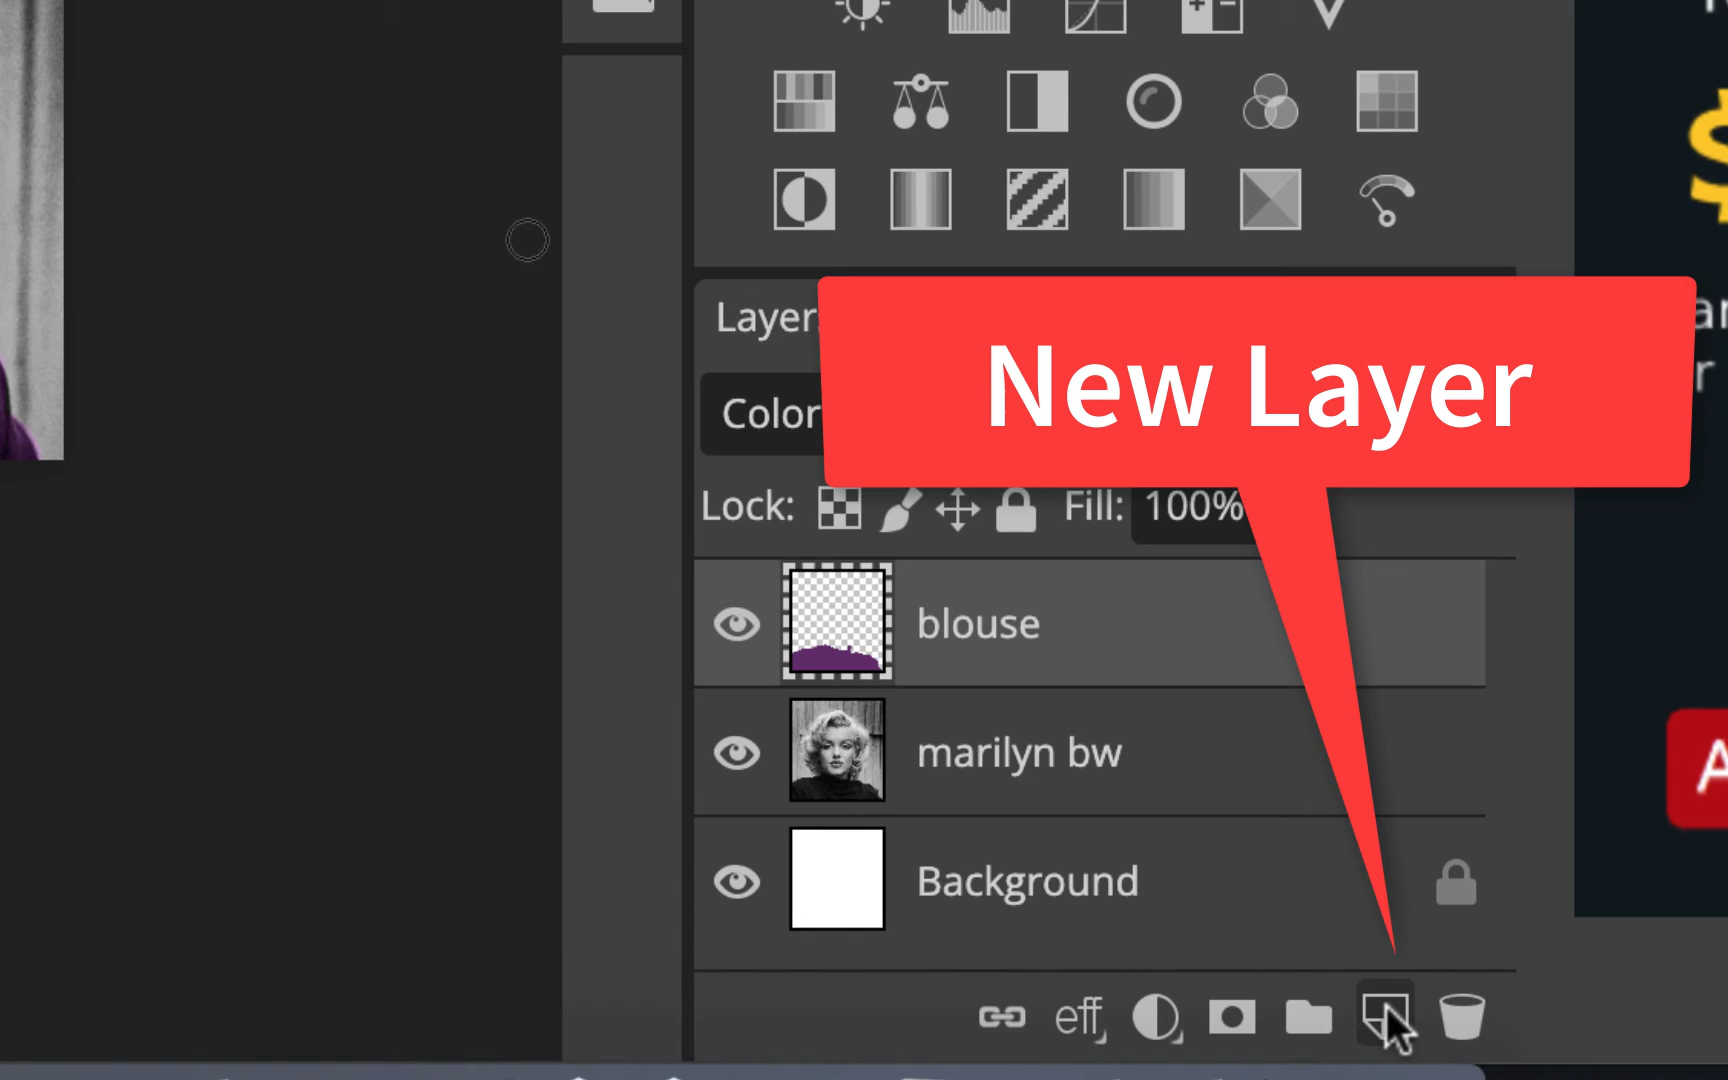 $
Layer
New Layer
Color
Lock:
Fill:
100%
blouse
marilyn bw
Background
A
eff